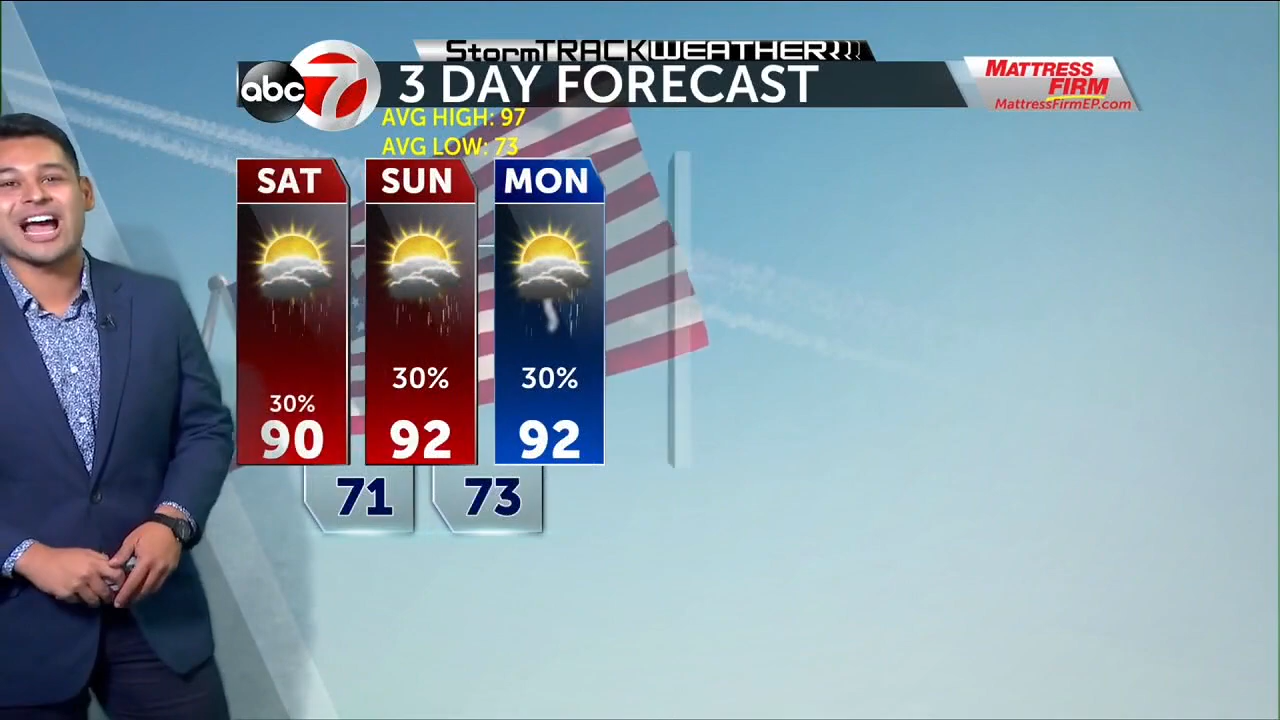 StormTRACKWEATHER
abc 7
3 DAY FORECAST
MATTRESS
FIRM
MattressFirmEP.com
AVG HIGH: 97
AVG LOW: 73
SAT SUN MON
30% 30% 30%
90 92 92
71 73